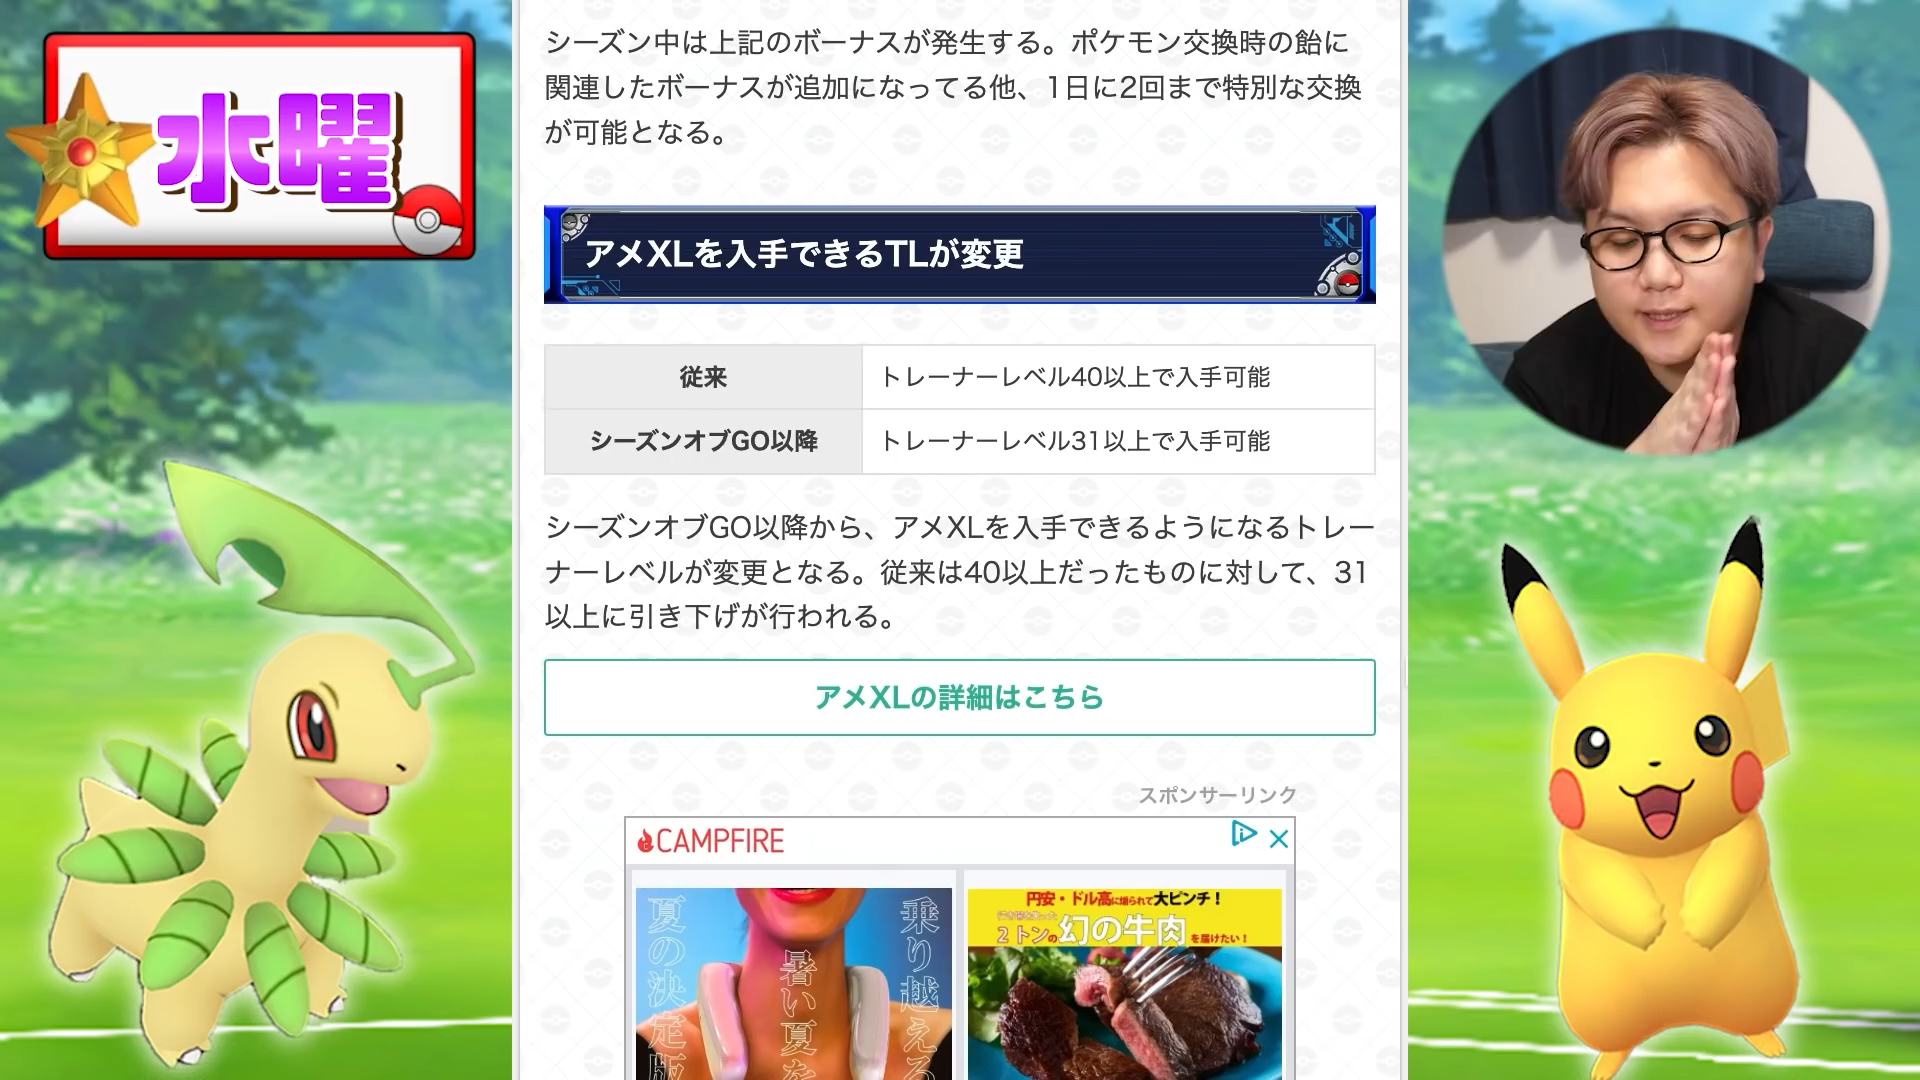 水曜
シーズン中は上記のボーナスが発生する。ポケモン交換時の飴に
関連したボーナスが追加になってる他、1日に2回まで特別な交換
が可能となる。
アメXLを入手できるTLが変更
従来
トレーナーレベル40以上で入手可能
シーズンオブGO以降
トレーナーレベル31以上で入手可能
シーズンオブGO以降から、アメXLを入手できるようになるトレー
ナーレベルが変更となる。従来は40以上だったものに対して、31
以上に引き下げが行われる。
アメXLの詳細はこちら
スポンサーリンク
CAMPFIRE
乗り越えろ
暑い夏を
夏の決定版
円安・ドル高に煽られて大ピンチ！
2トンの幻の牛肉を届けたい！